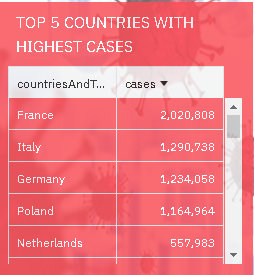 TOP 5 COUNTRIES WITH
HIGHEST CASES
countriesAndT... cases
France 2,020,808
Italy 1,290,738
Germany 1,234,058
Poland 1,164,964
Netherlands 557,983